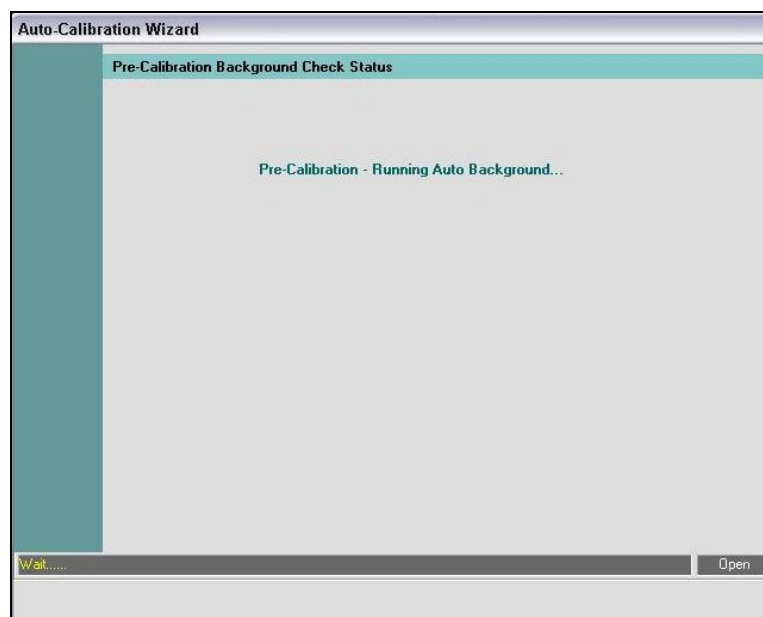 Auto-Calibration Wizard
Pre-Calibration Background Check Status
Pre-Calibration - Running Auto Background...
Wait......
Open